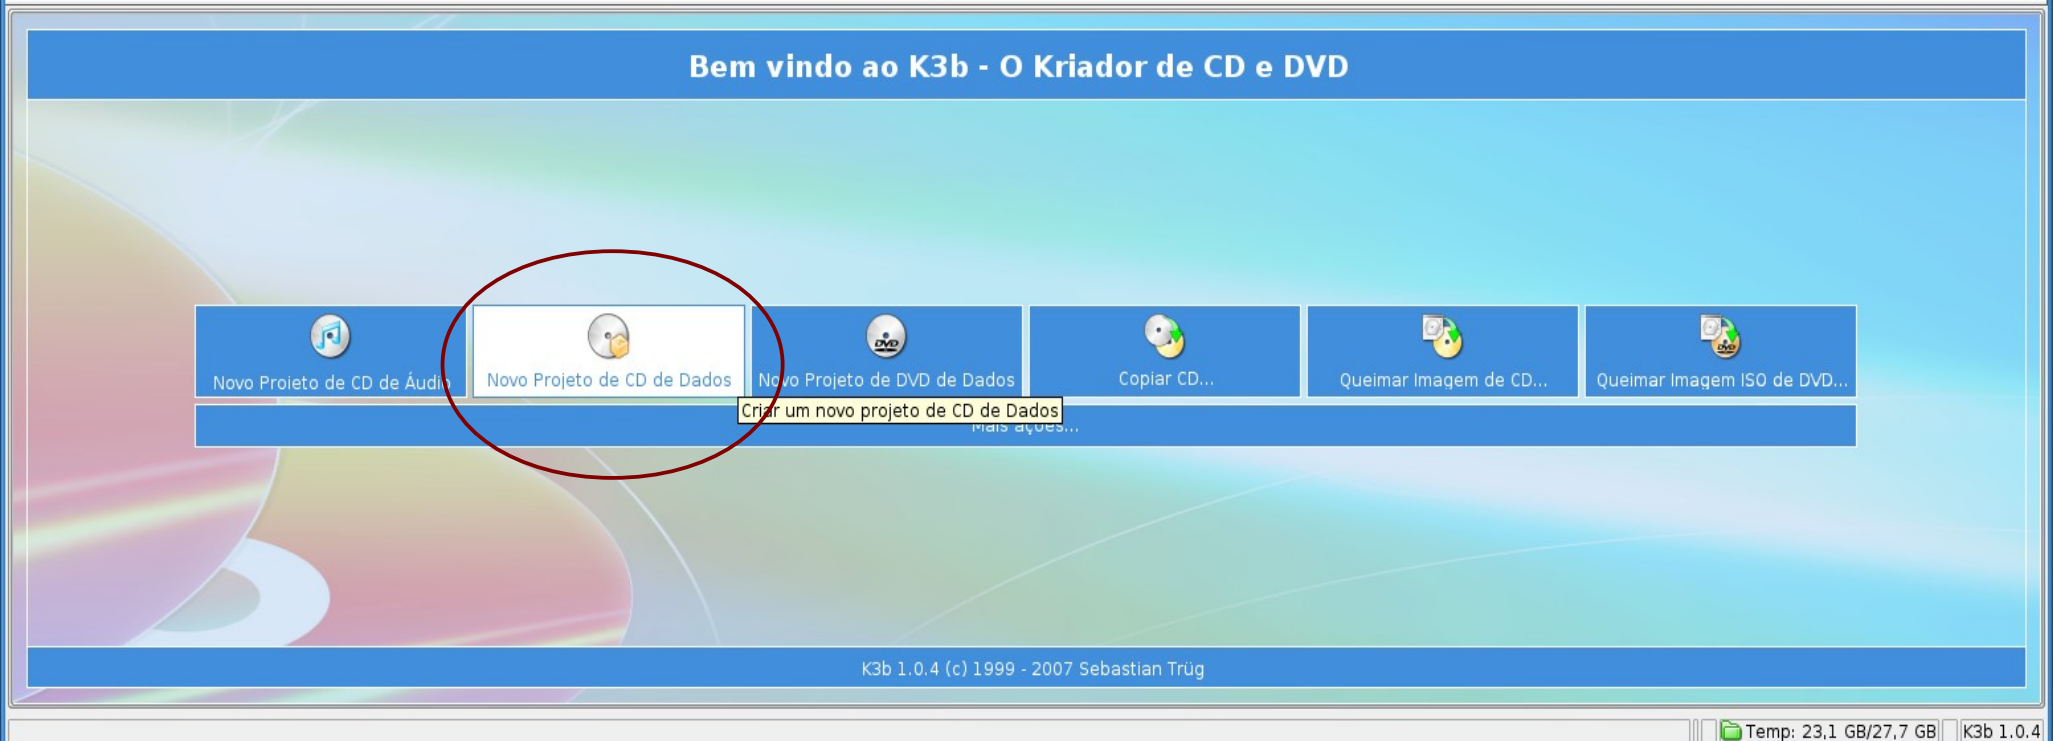 Bem vindo ao K3b - O Kriador de CD e DVD
Novo Projeto de CD de Áudio
Novo Projeto de CD de Dados
Novo Projeto de DVD de Dados
Copiar CD...
Queimar Imagem de CD...
Queimar Imagem ISO de DVD...
Criar um novo projeto de CD de Dados
Mais ações...
K3b 1.0.4 (c) 1999 - 2007 Sebastian Trüg
Temp: 23,1 GB/27,7 GB
K3b 1.0.4